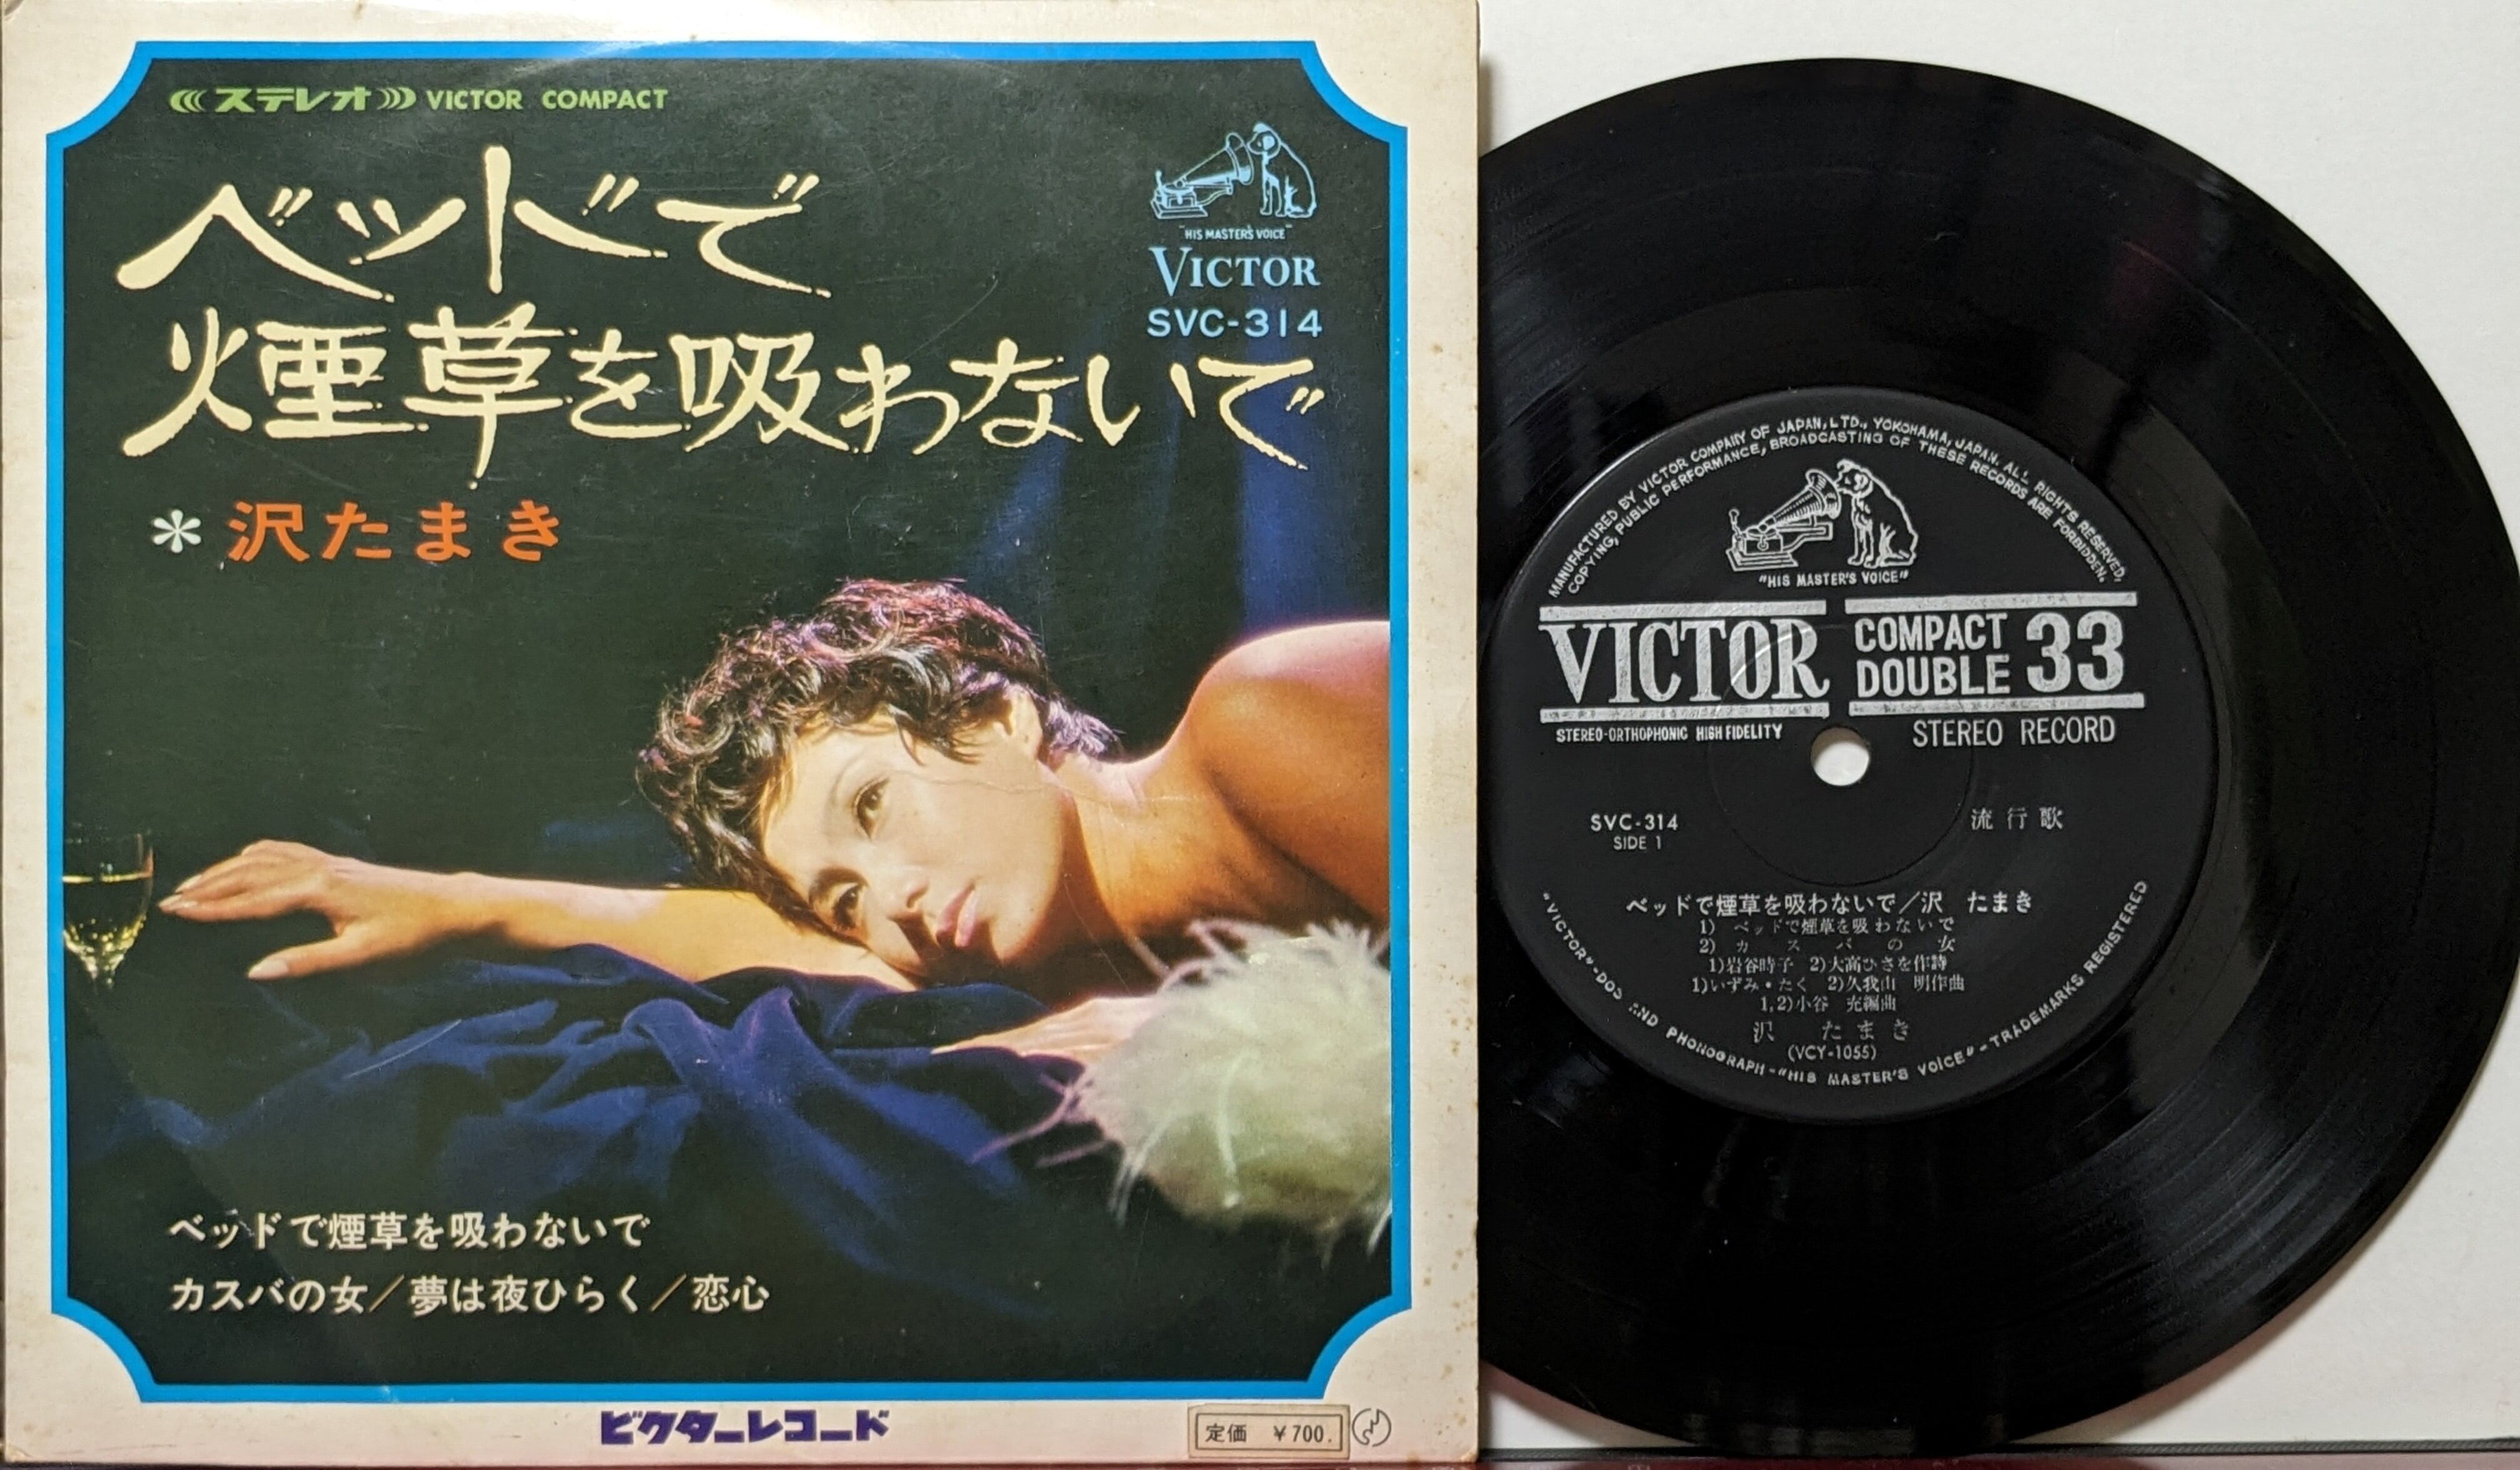 ステレオ VICTOR COMPACT
"HIS MASTER'S VOICE"
VICTOR
SVC-314
ベッドで
煙草を吸わないで
* 沢たまき
ベッドで煙草を吸わないで
カスバの女／夢は夜ひらく／恋心
ビクターレコード
定価 ¥700.
MANUFACTURED BY VICTOR COMPANY OF JAPAN, LTD., YOKOHAMA, JAPAN. ALL RIGHTS RESERVED,
COPYING, PUBLIC PERFORMANCE, BROADCASTING OF THESE RECORDS ARE FORBIDDEN.
"HIS MASTER'S VOICE"
VICTOR COMPACT DOUBLE 33
STEREO-ORTHOPHONIC HIGH FIDELITY STEREO RECORD
SVC-314 流行歌
SIDE 1
ベッドで煙草を吸わないで／沢 たまき
1) ベッドで煙草を吸わないで
2) カスバの女
1)岩谷時子 2)大高ひさを作詩
1)いずみ・たく 2)久我山 明作曲
1,2)小谷 充編曲
沢 たまき
(VCY-1055)
"VICTOR"-DOG AND PHONOGRAPH-"HIS MASTER'S VOICE"-TRADEMARKS REGISTERED